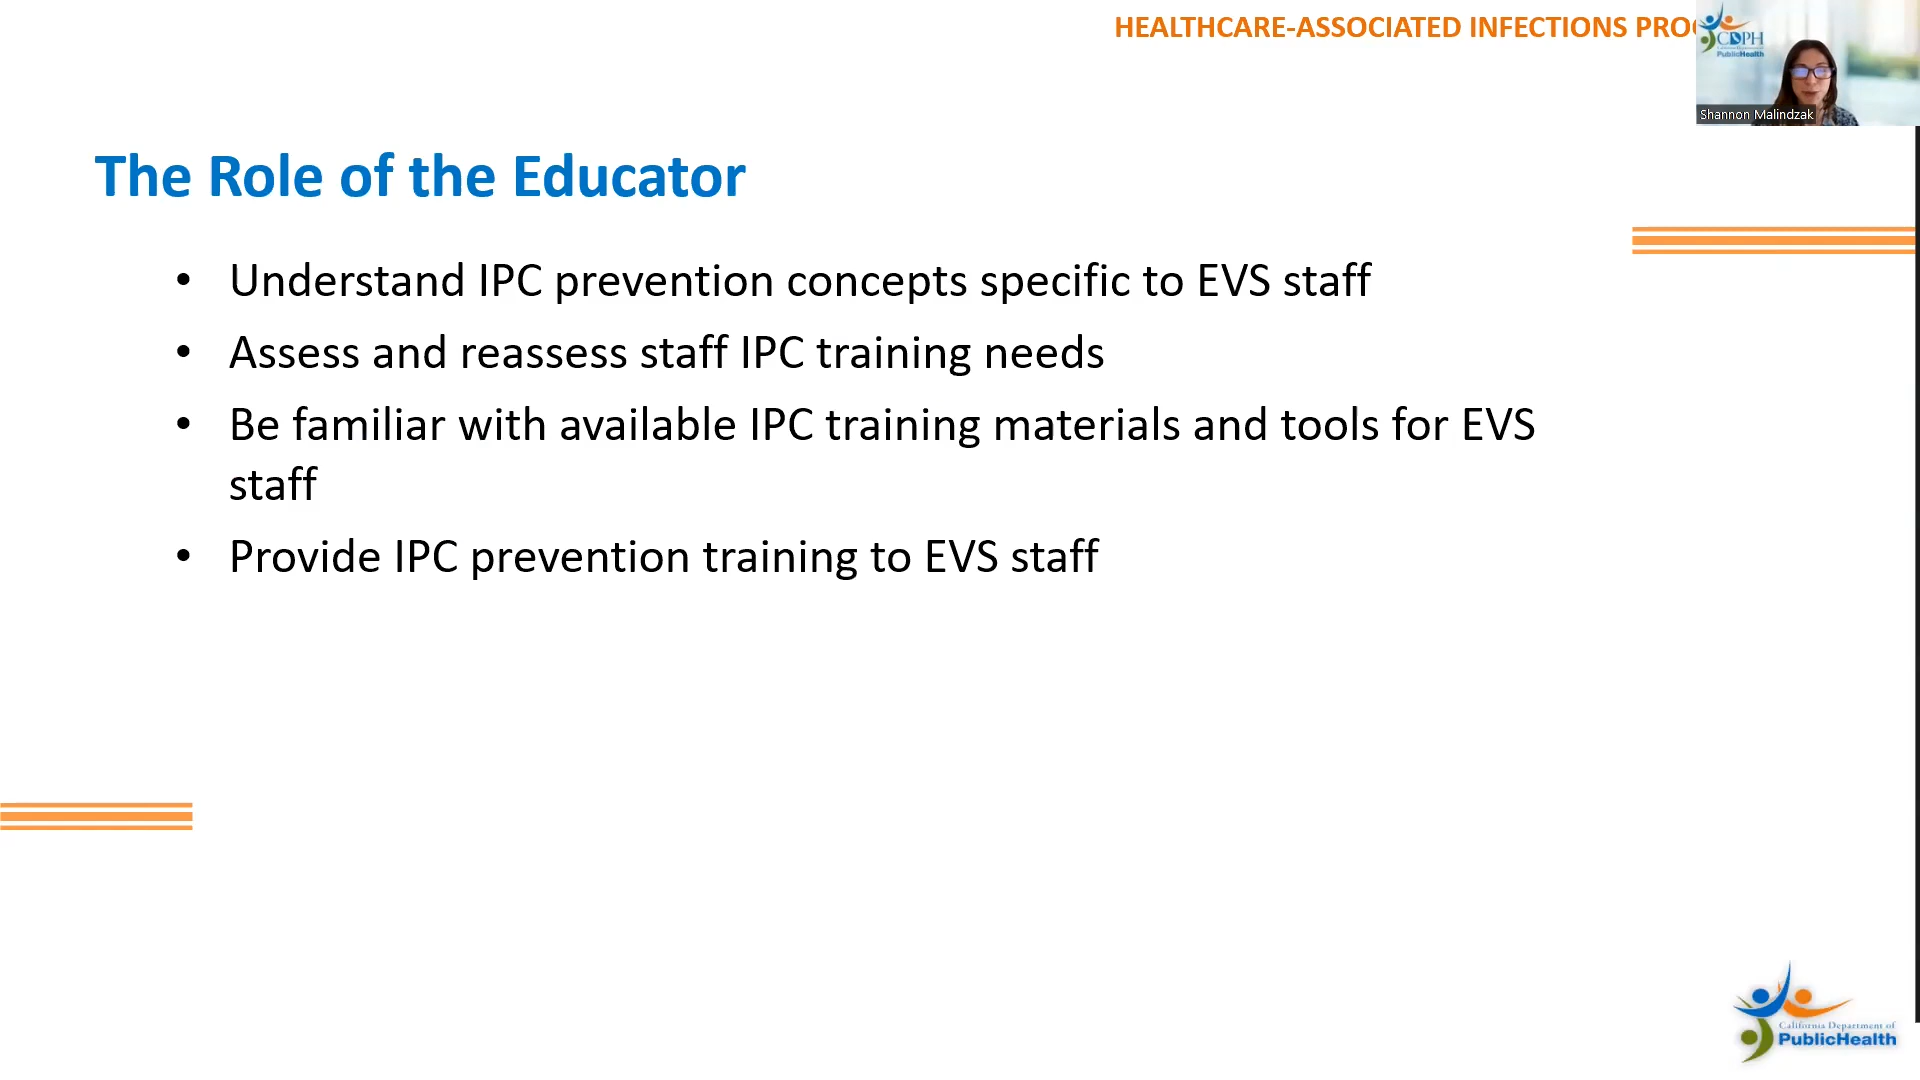 HEALTHCARE-ASSOCIATED INFECTIONS
CDPH
PublicHealth
Shannon Malindzak
The Role of the Educator
• Understand IPC prevention concepts specific to EVS staff
• Assess and reassess staff IPC training needs
• Be familiar with available IPC training materials and tools for EVS
staff
• Provide IPC prevention training to EVS staff
California Department of
PublicHealth